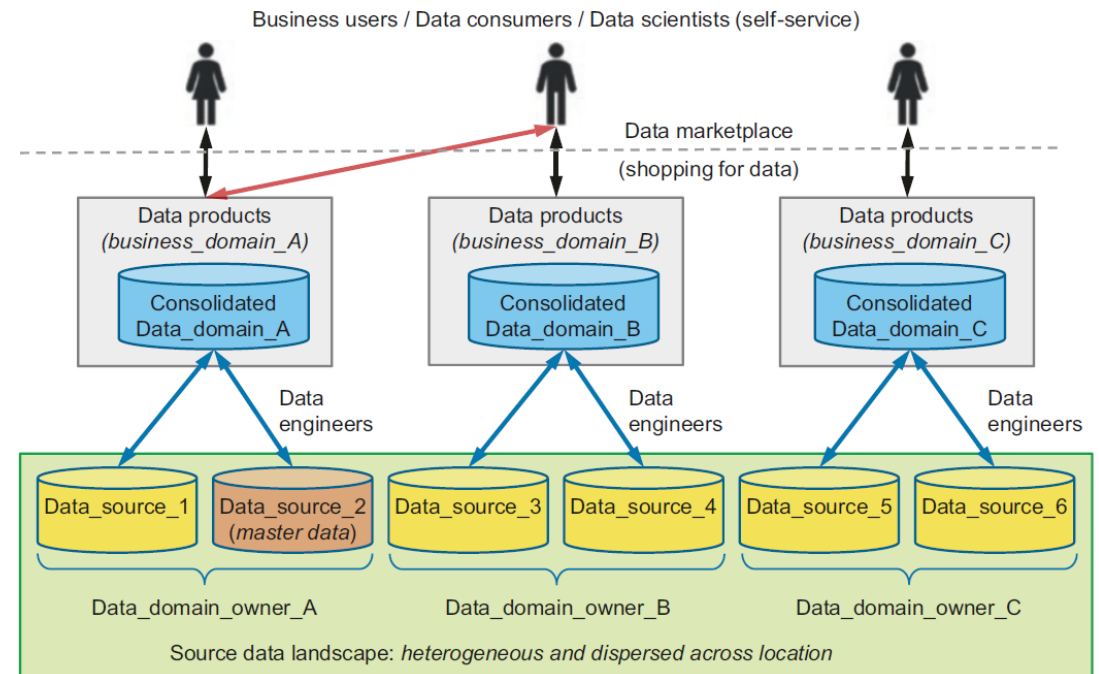 Business users / Data consumers / Data scientists (self-service)
Data marketplace
(shopping for data)
Data products
(business_domain_A)
Consolidated
Data_domain_A
Data products
(business_domain_B)
Consolidated
Data_domain_B
Data products
(business_domain_C)
Consolidated
Data_domain_C
Data
engineers
Data
engineers
Data
engineers
Data_source_1
Data_source_2
(master data)
Data_source_3
Data_source_4
Data_source_5
Data_source_6
Data_domain_owner_A
Data_domain_owner_B
Data_domain_owner_C
Source data landscape: heterogeneous and dispersed across location